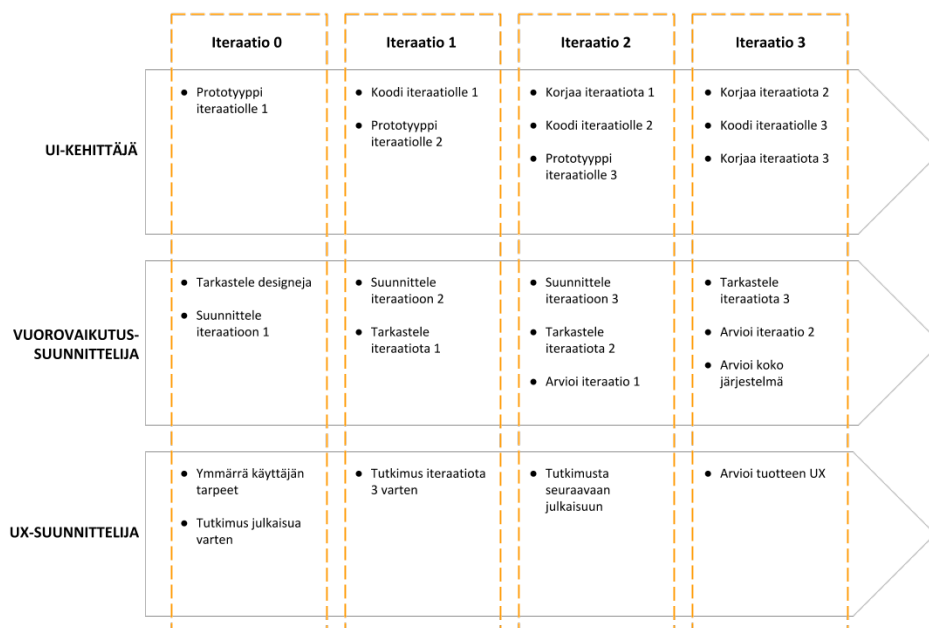 Iteraatio 0
Iteraatio 1
Iteraatio 2
Iteraatio 3
UI-KEHITTÄJÄ
● Prototyyppi
iteraatiolle 1
● Koodi iteraatiolle 1
● Prototyyppi
iteraatiolle 2
● Korjaa iteraatiota 1
● Koodi iteraatiolle 2
● Prototyyppi
iteraatiolle 3
● Korjaa iteraatiota 2
● Koodi iteraatiolle 3
● Korjaa iteraatiota 3
VUOROVAIKUTUS-
SUUNNITTELIJA
● Tarkastele designeja
● Suunnittele
iteraatioon 1
● Suunnittele
iteraatioon 2
● Tarkastele
iteraatiota 1
● Suunnittele
iteraatioon 3
● Tarkastele
iteraatiota 2
● Arvioi iteraatio 1
● Tarkastele
iteraatiota 3
● Arvioi iteraatio 2
● Arvioi koko
järjestelmä
UX-SUUNNITTELIJA
● Ymmärrä käyttäjän
tarpeet
● Tutkimus julkaisua
varten
● Tutkimus iteraatiota
3 varten
● Tutkimusta
seuraavaan
julkaisuun
● Arvioi tuotteen UX